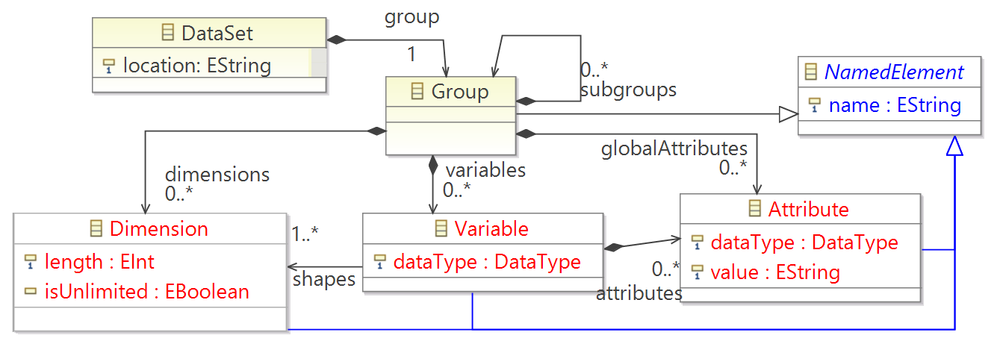 group
DataSet
1
location: EString
0..*
subgroups
NamedElement
name : EString
Group
globalAttributes
0..*
dimensions
0..*
variables
0..*
Dimension
length : EInt
isUnlimited : EBoolean
1..*
shapes
Variable
dataType : DataType
0..*
attributes
Attribute
dataType : DataType
value : EString